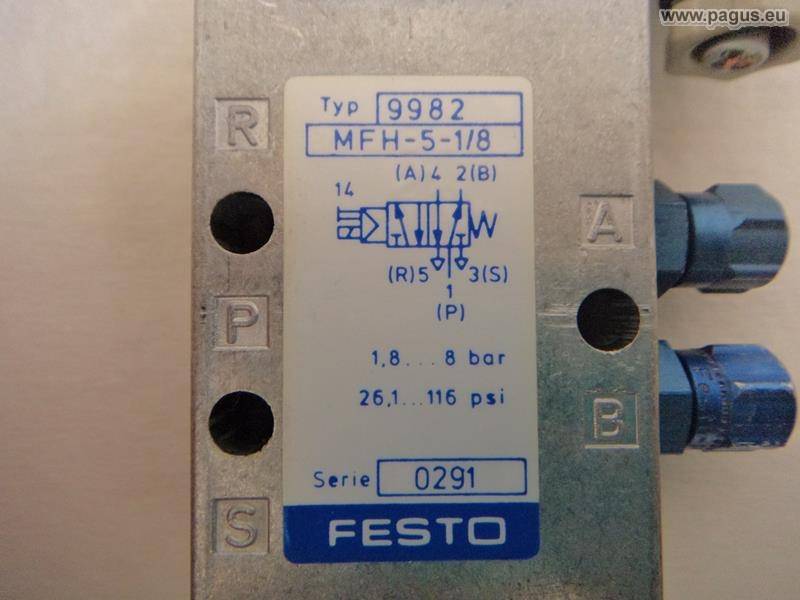 www.pagus.eu
Typ 9982
MFH-5-1/8
(A)4 2(B)
14
(R)5 3(S)
1
(P)
1,8...8 bar
26,1...116 psi
Serie 0291
FESTO
R
P
S
A
B